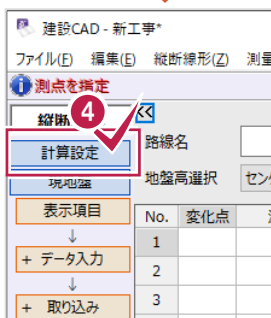 建設CAD - 新工事*
ファイル(F) 編集(E) 縦断線形(Z) 測量
測点を指定
縦断
4
<<
計算設定
路線名
現地盤
地盤高選択 センタ
表示項目
No. 変化点
↓
1
+ データ入力
2
↓
3
+ 取り込み